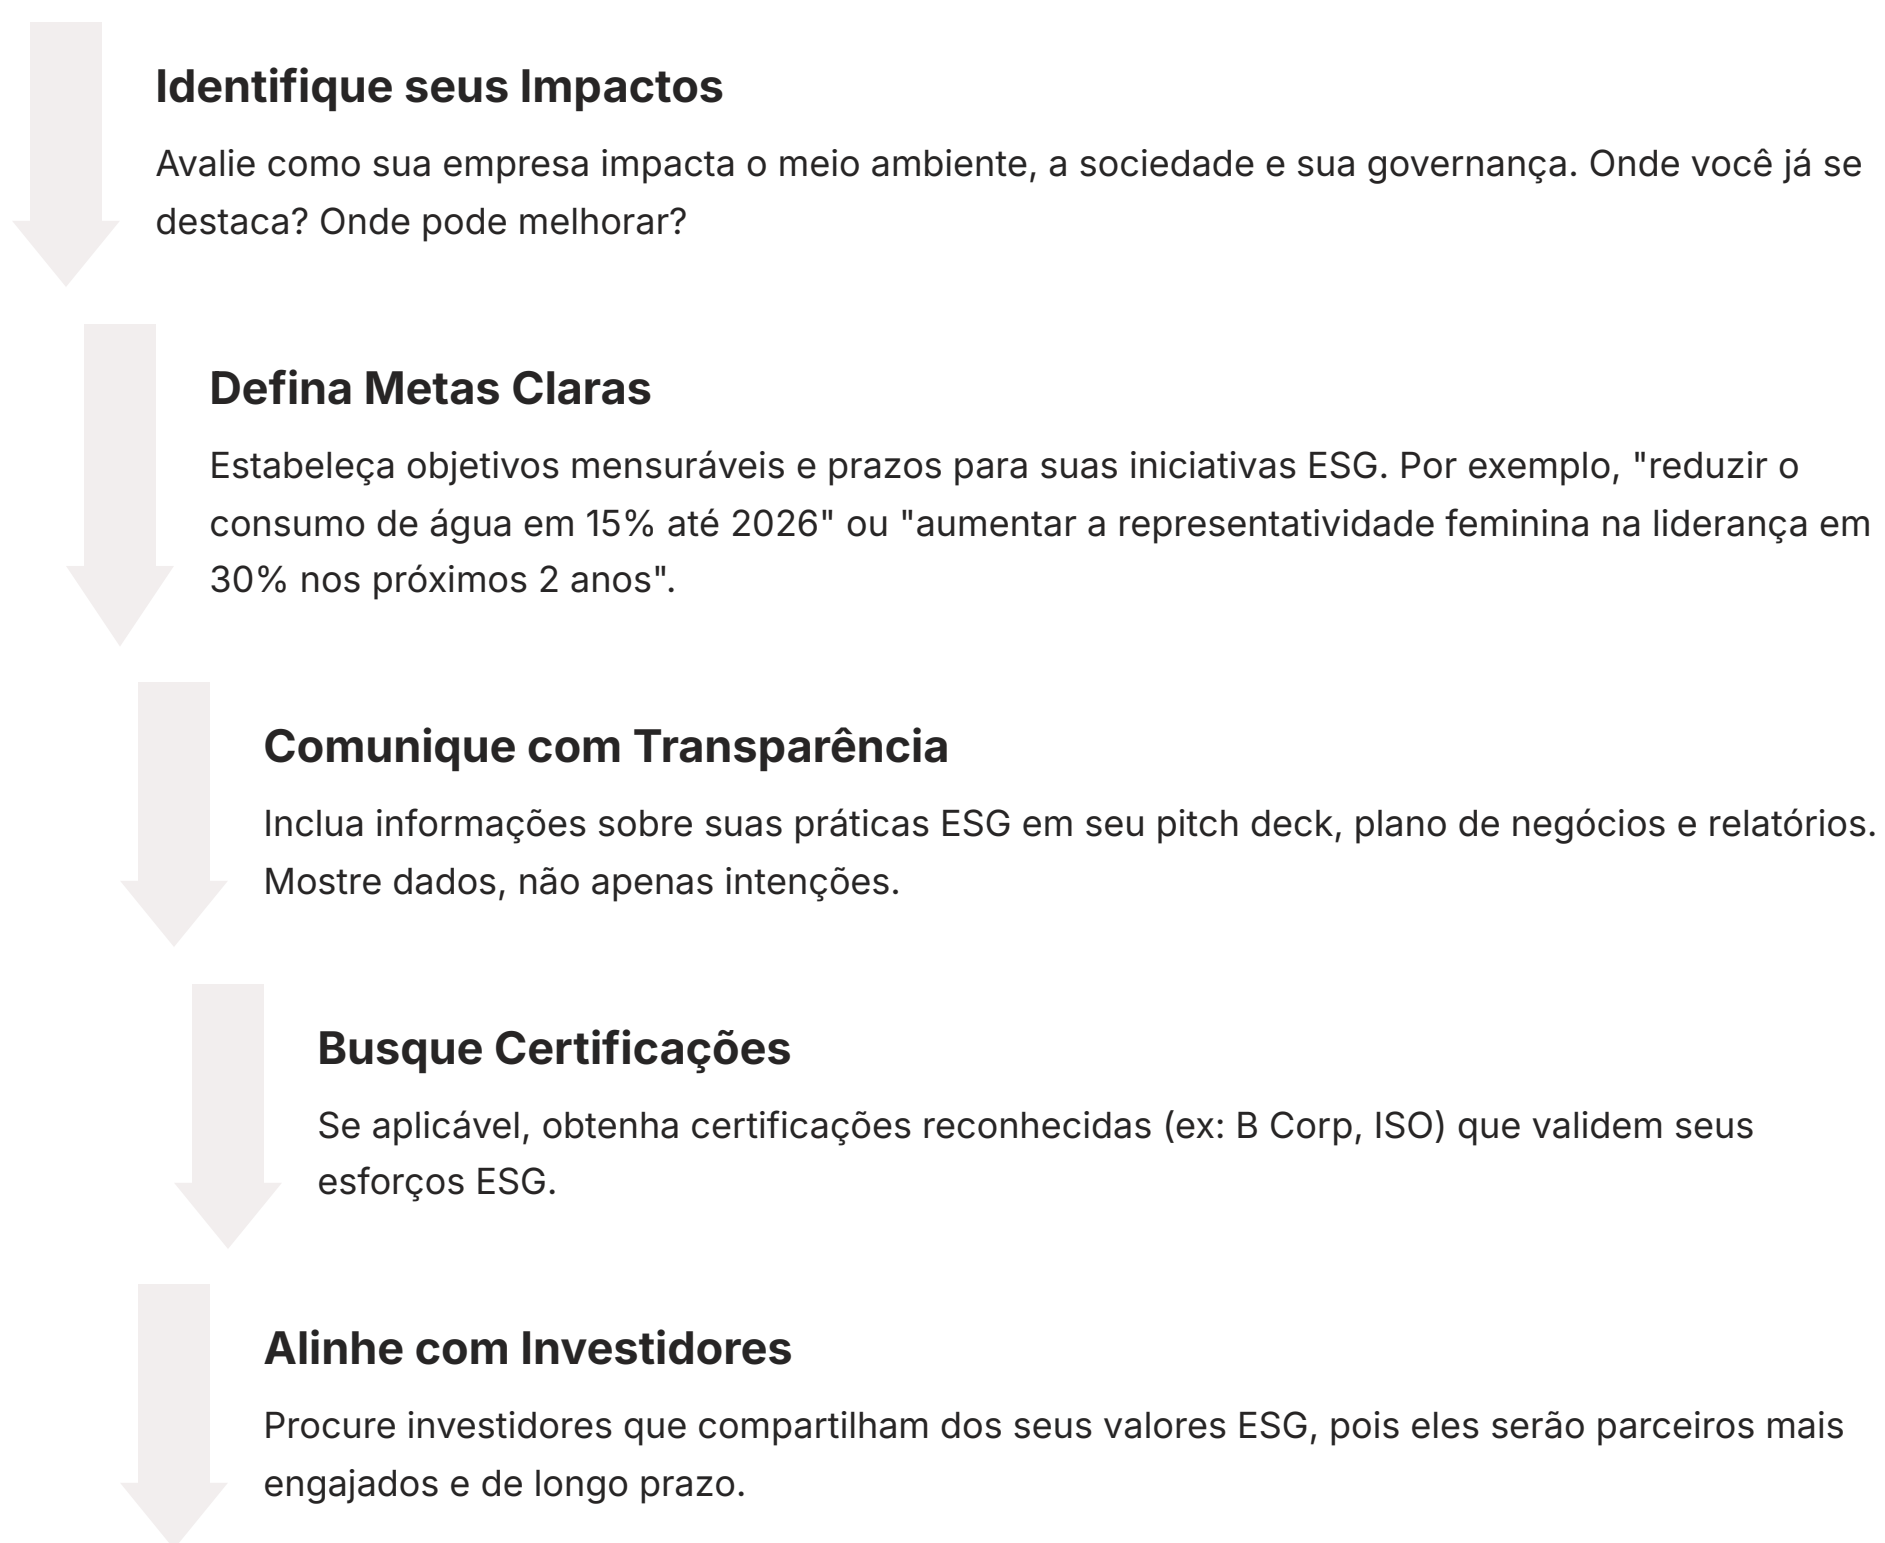 Identifique seus Impactos
Avalie como sua empresa impacta o meio ambiente, a sociedade e sua governança. Onde você já se
destaca? Onde pode melhorar?
Defina Metas Claras
Estabeleça objetivos mensuráveis e prazos para suas iniciativas ESG. Por exemplo, "reduzir o
consumo de água em 15% até 2026" ou "aumentar a representatividade feminina na liderança em
30% nos próximos 2 anos".
Comunique com Transparência
Inclua informações sobre suas práticas ESG em seu pitch deck, plano de negócios e relatórios.
Mostre dados, não apenas intenções.
Busque Certificações
Se aplicável, obtenha certificações reconhecidas (ex: B Corp, ISO) que validem seus
esforços ESG.
Alinhe com Investidores
Procure investidores que compartilham dos seus valores ESG, pois eles serão parceiros mais
engajados e de longo prazo.